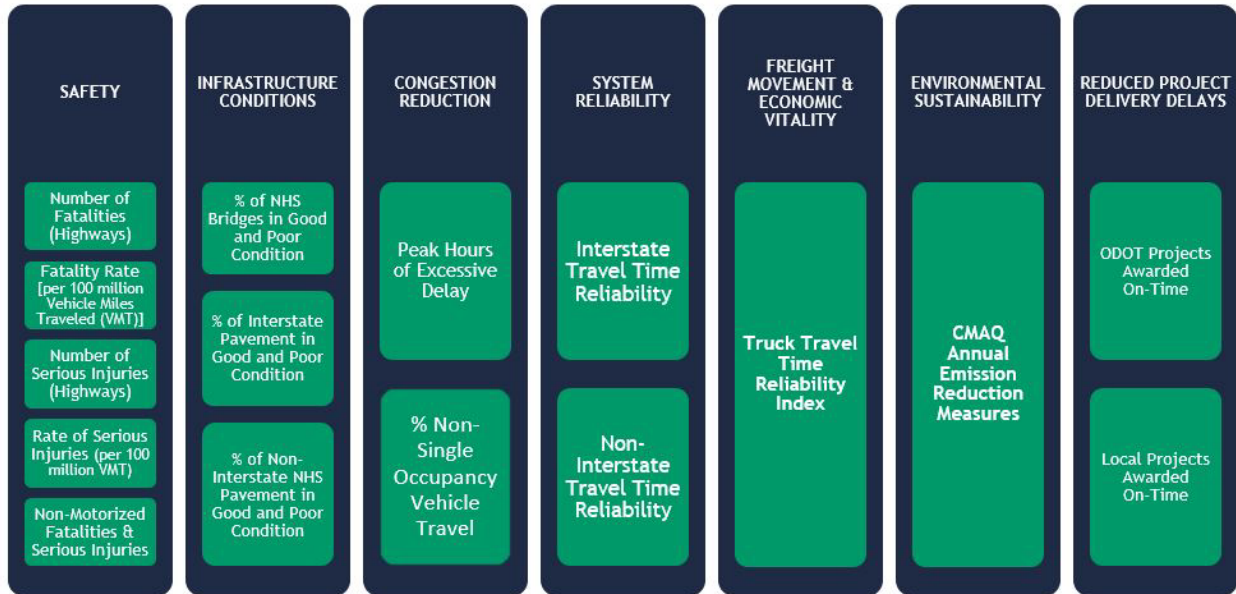 SAFETY
Number of
Fatalities
(Highways)
Fatality Rate
[per 100 million
Vehicle Miles
Traveled (VMT)]
Number of
Serious Injuries
(Highways)
Rate of Serious
Injuries (per 100
million VMT)
Non-Motorized
Fatalities &
Serious Injuries
INFRASTRUCTURE
CONDITIONS
% of NHS
Bridges in Good
and Poor
Condition
% of Interstate
Pavement in
Good and Poor
Condition
% of Non-
Interstate NHS
Pavement in
Good and Poor
Condition
CONGESTION
REDUCTION
Peak Hours
of Excessive
Delay
% Non-
Single
Occupancy
Vehicle
Travel
SYSTEM
RELIABILITY
Interstate
Travel Time
Reliability
Non-
Interstate
Travel Time
Reliability
FREIGHT
MOVEMENT &
ECONOMIC
VITALITY
Truck Travel
Time
Reliability
Index
ENVIRONMENTAL
SUSTAINABILITY
CMAQ
Annual
Emission
Reduction
Measures
REDUCED PROJECT
DELIVERY DELAYS
ODOT Projects
Awarded
On-Time
Local Projects
Awarded
On-Time